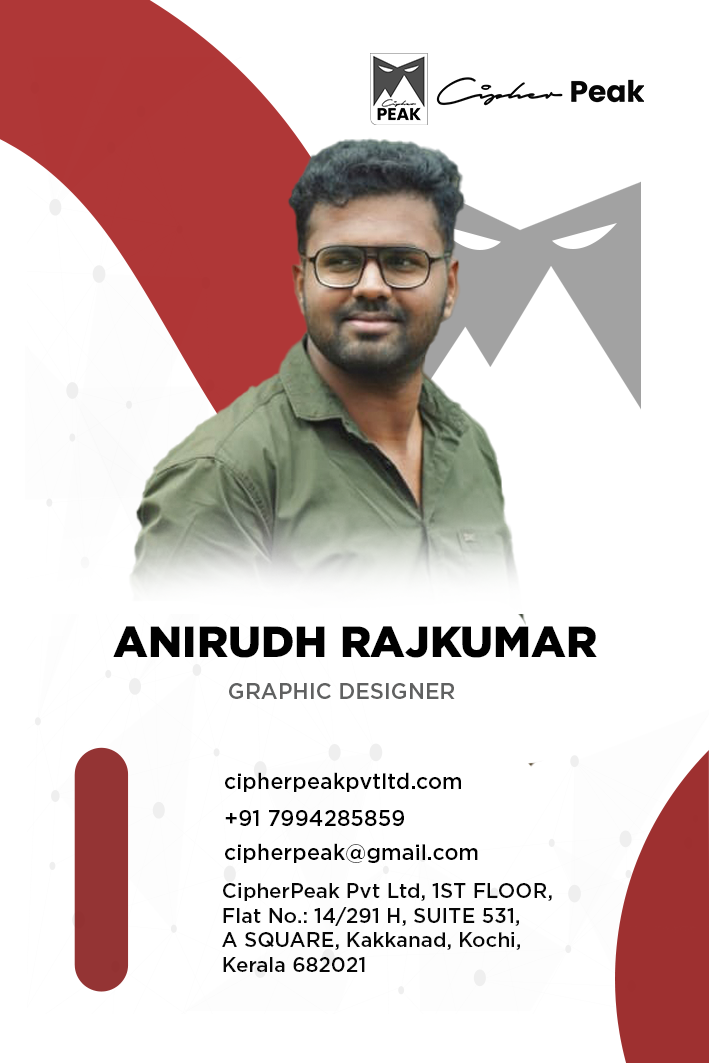 Cipher
PEAK
Cipher Peak
ANIRUDH RAJKUMAR
GRAPHIC DESIGNER
cipherpeakpvtltd.com
+91 7994285859
cipherpeak@gmail.com
CipherPeak Pvt Ltd, 1ST FLOOR,
Flat No.: 14/291 H, SUITE 531,
A SQUARE, Kakkanad, Kochi,
Kerala 682021